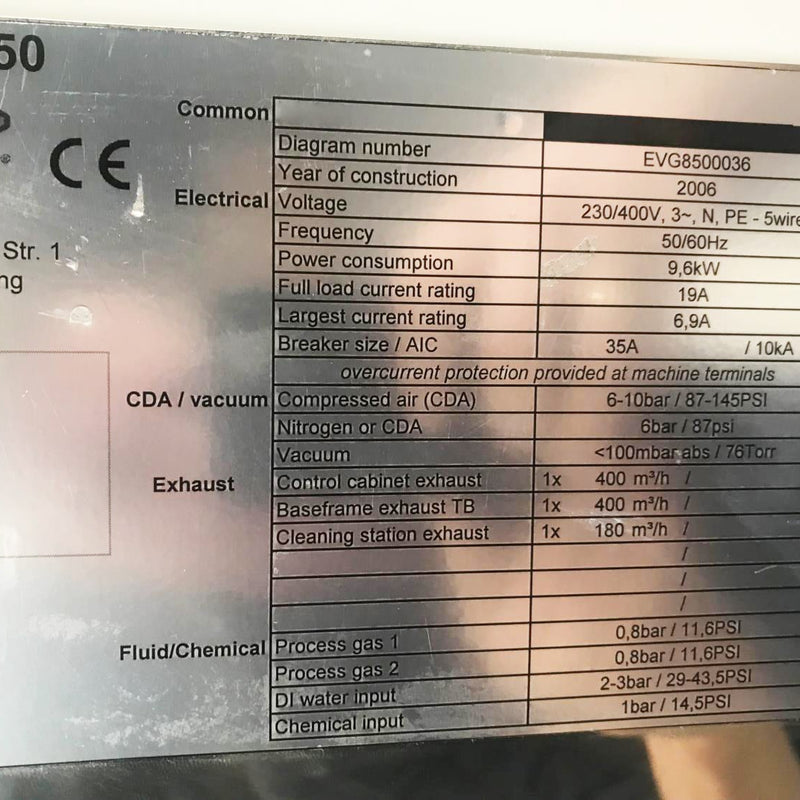 50
Common
®
CE
Diagram number EVG8500036
Year of construction 2006
Electrical Voltage 230/400V, 3~, N, PE - 5wire
Str. 1
Frequency 50/60Hz
ng
Power consumption 9,6kW
Full load current rating 19A
Largest current rating 6,9A
Breaker size / AIC 35A / 10kA
overcurrent protection provided at machine terminals
CDA / vacuum Compressed air (CDA) 6-10bar / 87-145PSI
Nitrogen or CDA 6bar / 87psi
Vacuum <100mbar abs / 76Torr
Exhaust Control cabinet exhaust 1x 400 m³/h /
Baseframe exhaust TB 1x 400 m³/h /
Cleaning station exhaust 1x 180 m³/h /
/
/
/
Fluid/Chemical Process gas 1 0,8bar / 11,6PSI
Process gas 2 0,8bar / 11,6PSI
DI water input 2-3bar / 29-43,5PSI
Chemical input 1bar / 14,5PSI